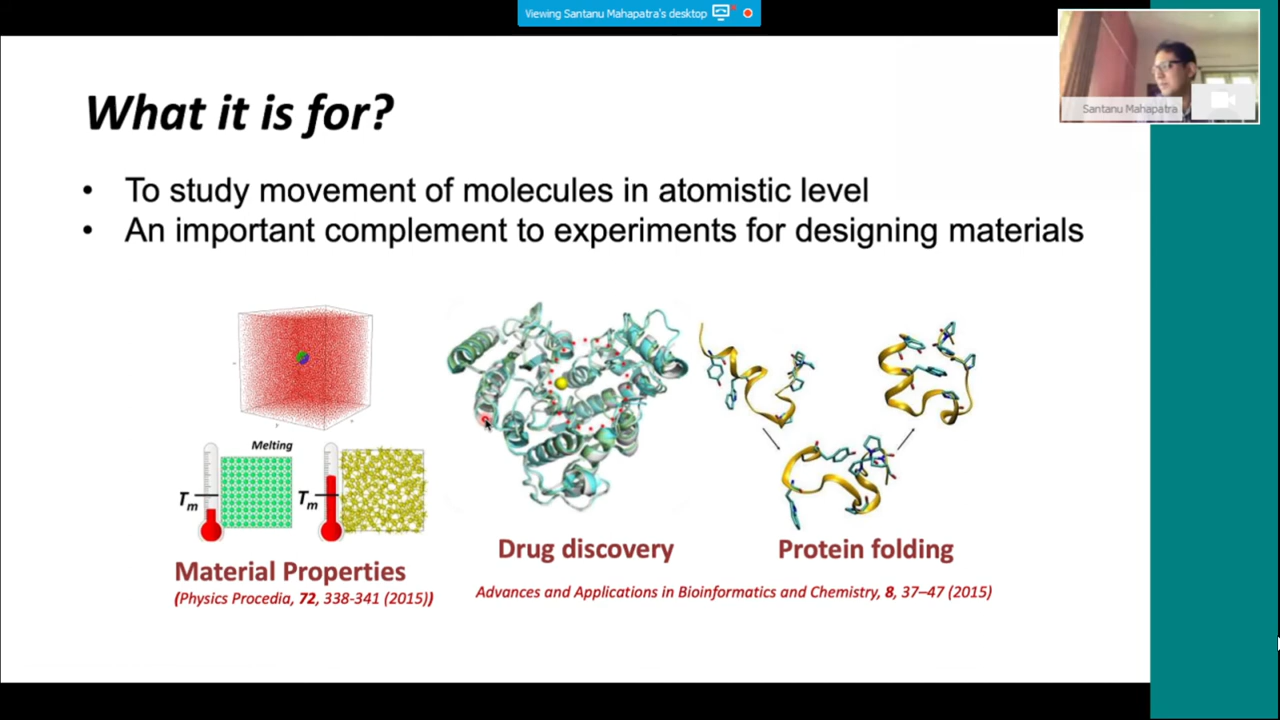 Viewing Santanu Mahapatra's desktop
Santanu Mahapatra
What it is for?
• To study movement of molecules in atomistic level
• An important complement to experiments for designing materials
Melting
Tm
Tm
Material Properties
(Physics Procedia, 72, 338-341 (2015))
Drug discovery
Protein folding
Advances and Applications in Bioinformatics and Chemistry, 8, 37–47 (2015)